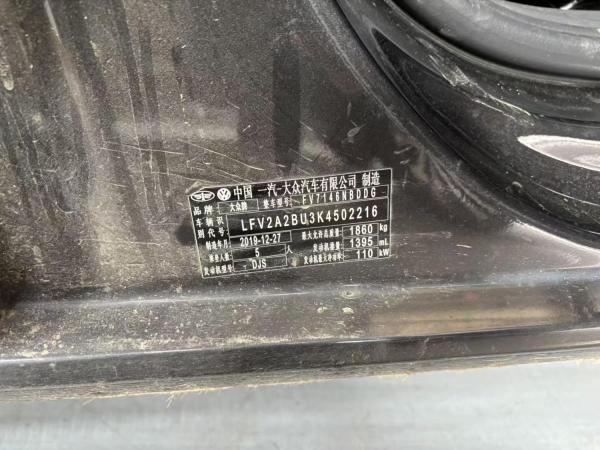 中国 一汽-大众汽车有限公司 制造
品牌 大众牌 整车型号 FV7146NBDDG
车辆识别代号 LFV2A2BU3K4502216
制造年月 2019-12-27 最大允许总质量 1860 kg
乘坐人数 5 人 发动机排量 1395 mL
发动机型号 DJS 发动机最大净功率 110 kW